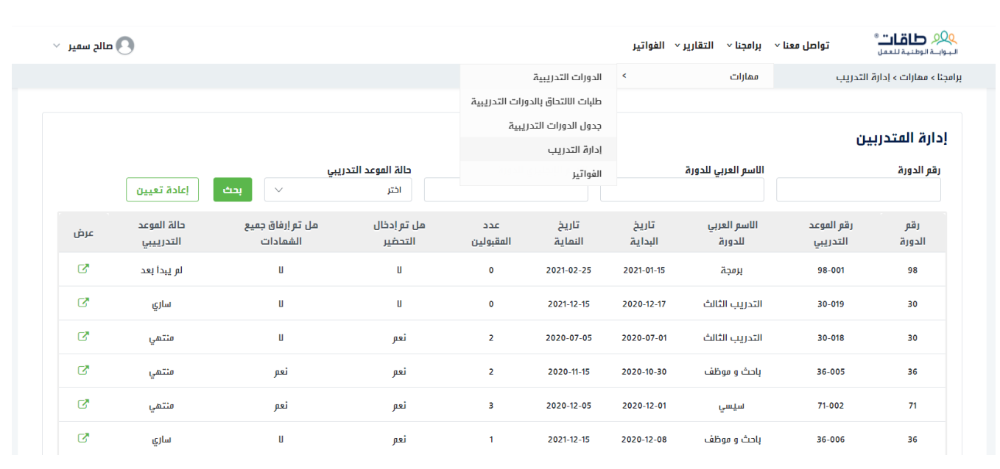 طاقات®
البوابة الوطنية للعمل
تواصل معنا
برامجنا
التقارير
الفواتير
صالح سمير
برامجنا > مهارات > إدارة التدريب
مهارات
الدورات التدريبية
طلبات الالتحاق بالدورات التدريبية
جدول الدورات التدريبية
إدارة التدريب
الفواتير
إدارة المتدربين
رقم الدورة
الاسم العربي للدورة
حالة الموعد التدريبي
اختر
بحث
إعادة تعيين
رقم الدورة رقم الموعد التدريبي الاسم العربي للدورة تاريخ البداية تاريخ النهاية عدد المقبولين هل تم إدخال التحضير هل تم إرفاق جميع الشهادات حالة الموعد التدريبيي عرض
98 98-001 برمجة 2021-01-15 2021-02-25 0 لا لا لم يبدأ بعد
30 30-019 التدريب الثالث 2020-12-17 2021-12-15 0 لا لا ساري
30 30-018 التدريب الثالث 2020-07-01 2020-07-05 2 نعم لا منتهي
36 36-005 باحث و موظف 2020-10-30 2020-11-15 2 نعم نعم منتهي
71 71-002 سيسي 2020-12-01 2020-12-05 3 نعم نعم منتهي
36 36-006 باحث و موظف 2020-12-08 2021-12-15 1 نعم لا ساري